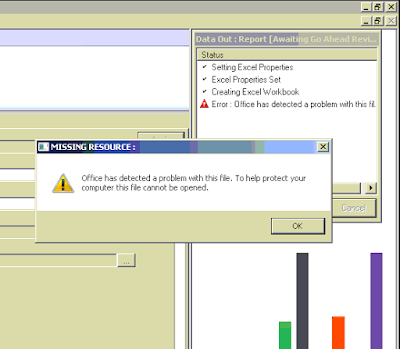 Data Out : Report [Awaiting Go Ahead Revi...
Status
✓ Setting Excel Properties
✓ Excel Properties Set
✓ Creating Excel Workbook
Error : Office has detected a problem with this fil
MISSING RESOURCE :
Office has detected a problem with this file. To help protect your
computer this file cannot be opened.
OK
Cancel
...